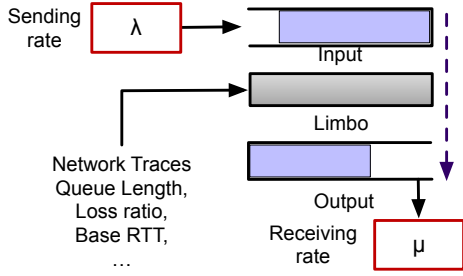 Sending
rate
λ
Input
Limbo
Network Traces
Queue Length,
Loss ratio,
Base RTT,
...
Output
Receiving
rate
μ